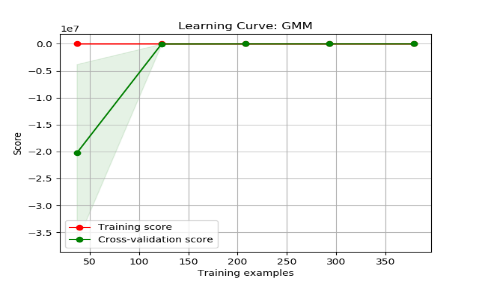 Learning Curve: GMM
1e7
0.0
−0.5
−1.0
−1.5
−2.0
−2.5
−3.0
−3.5
Score
Training score
Cross-validation score
50 100 150 200 250 300 350
Training examples